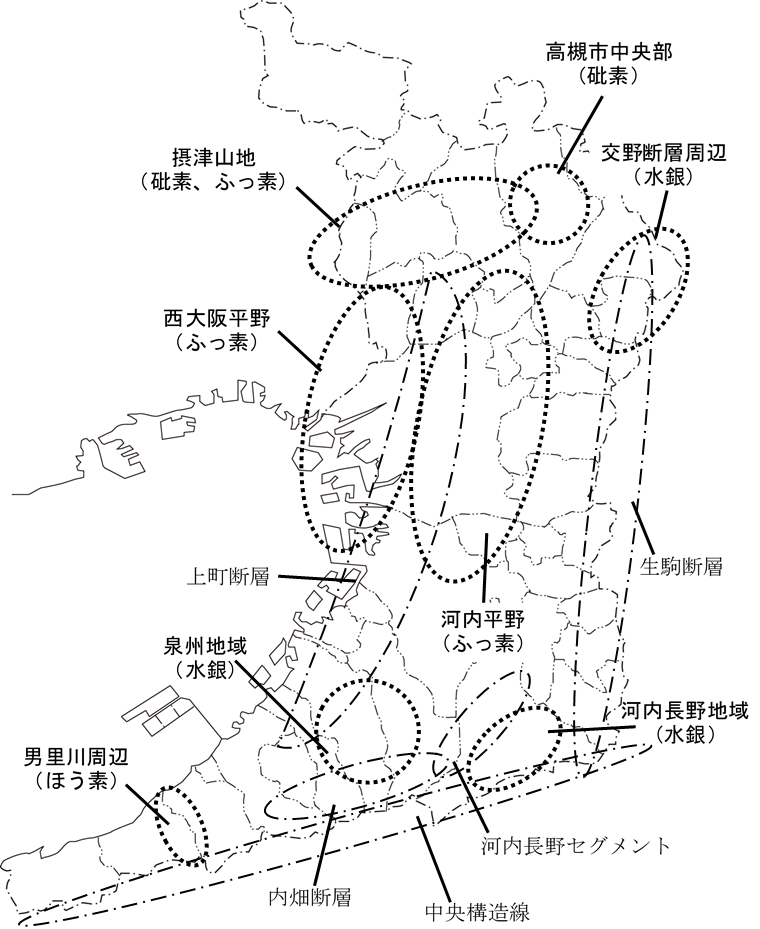 高槻市中央部
（砒素）
交野断層周辺
（水銀）
摂津山地
（砒素、ふっ素）
西大阪平野
（ふっ素）
生駒断層
上町断層
河内平野
（ふっ素）
泉州地域
（水銀）
河内長野地域
（水銀）
男里川周辺
（ほう素）
河内長野セグメント
内畑断層
中央構造線